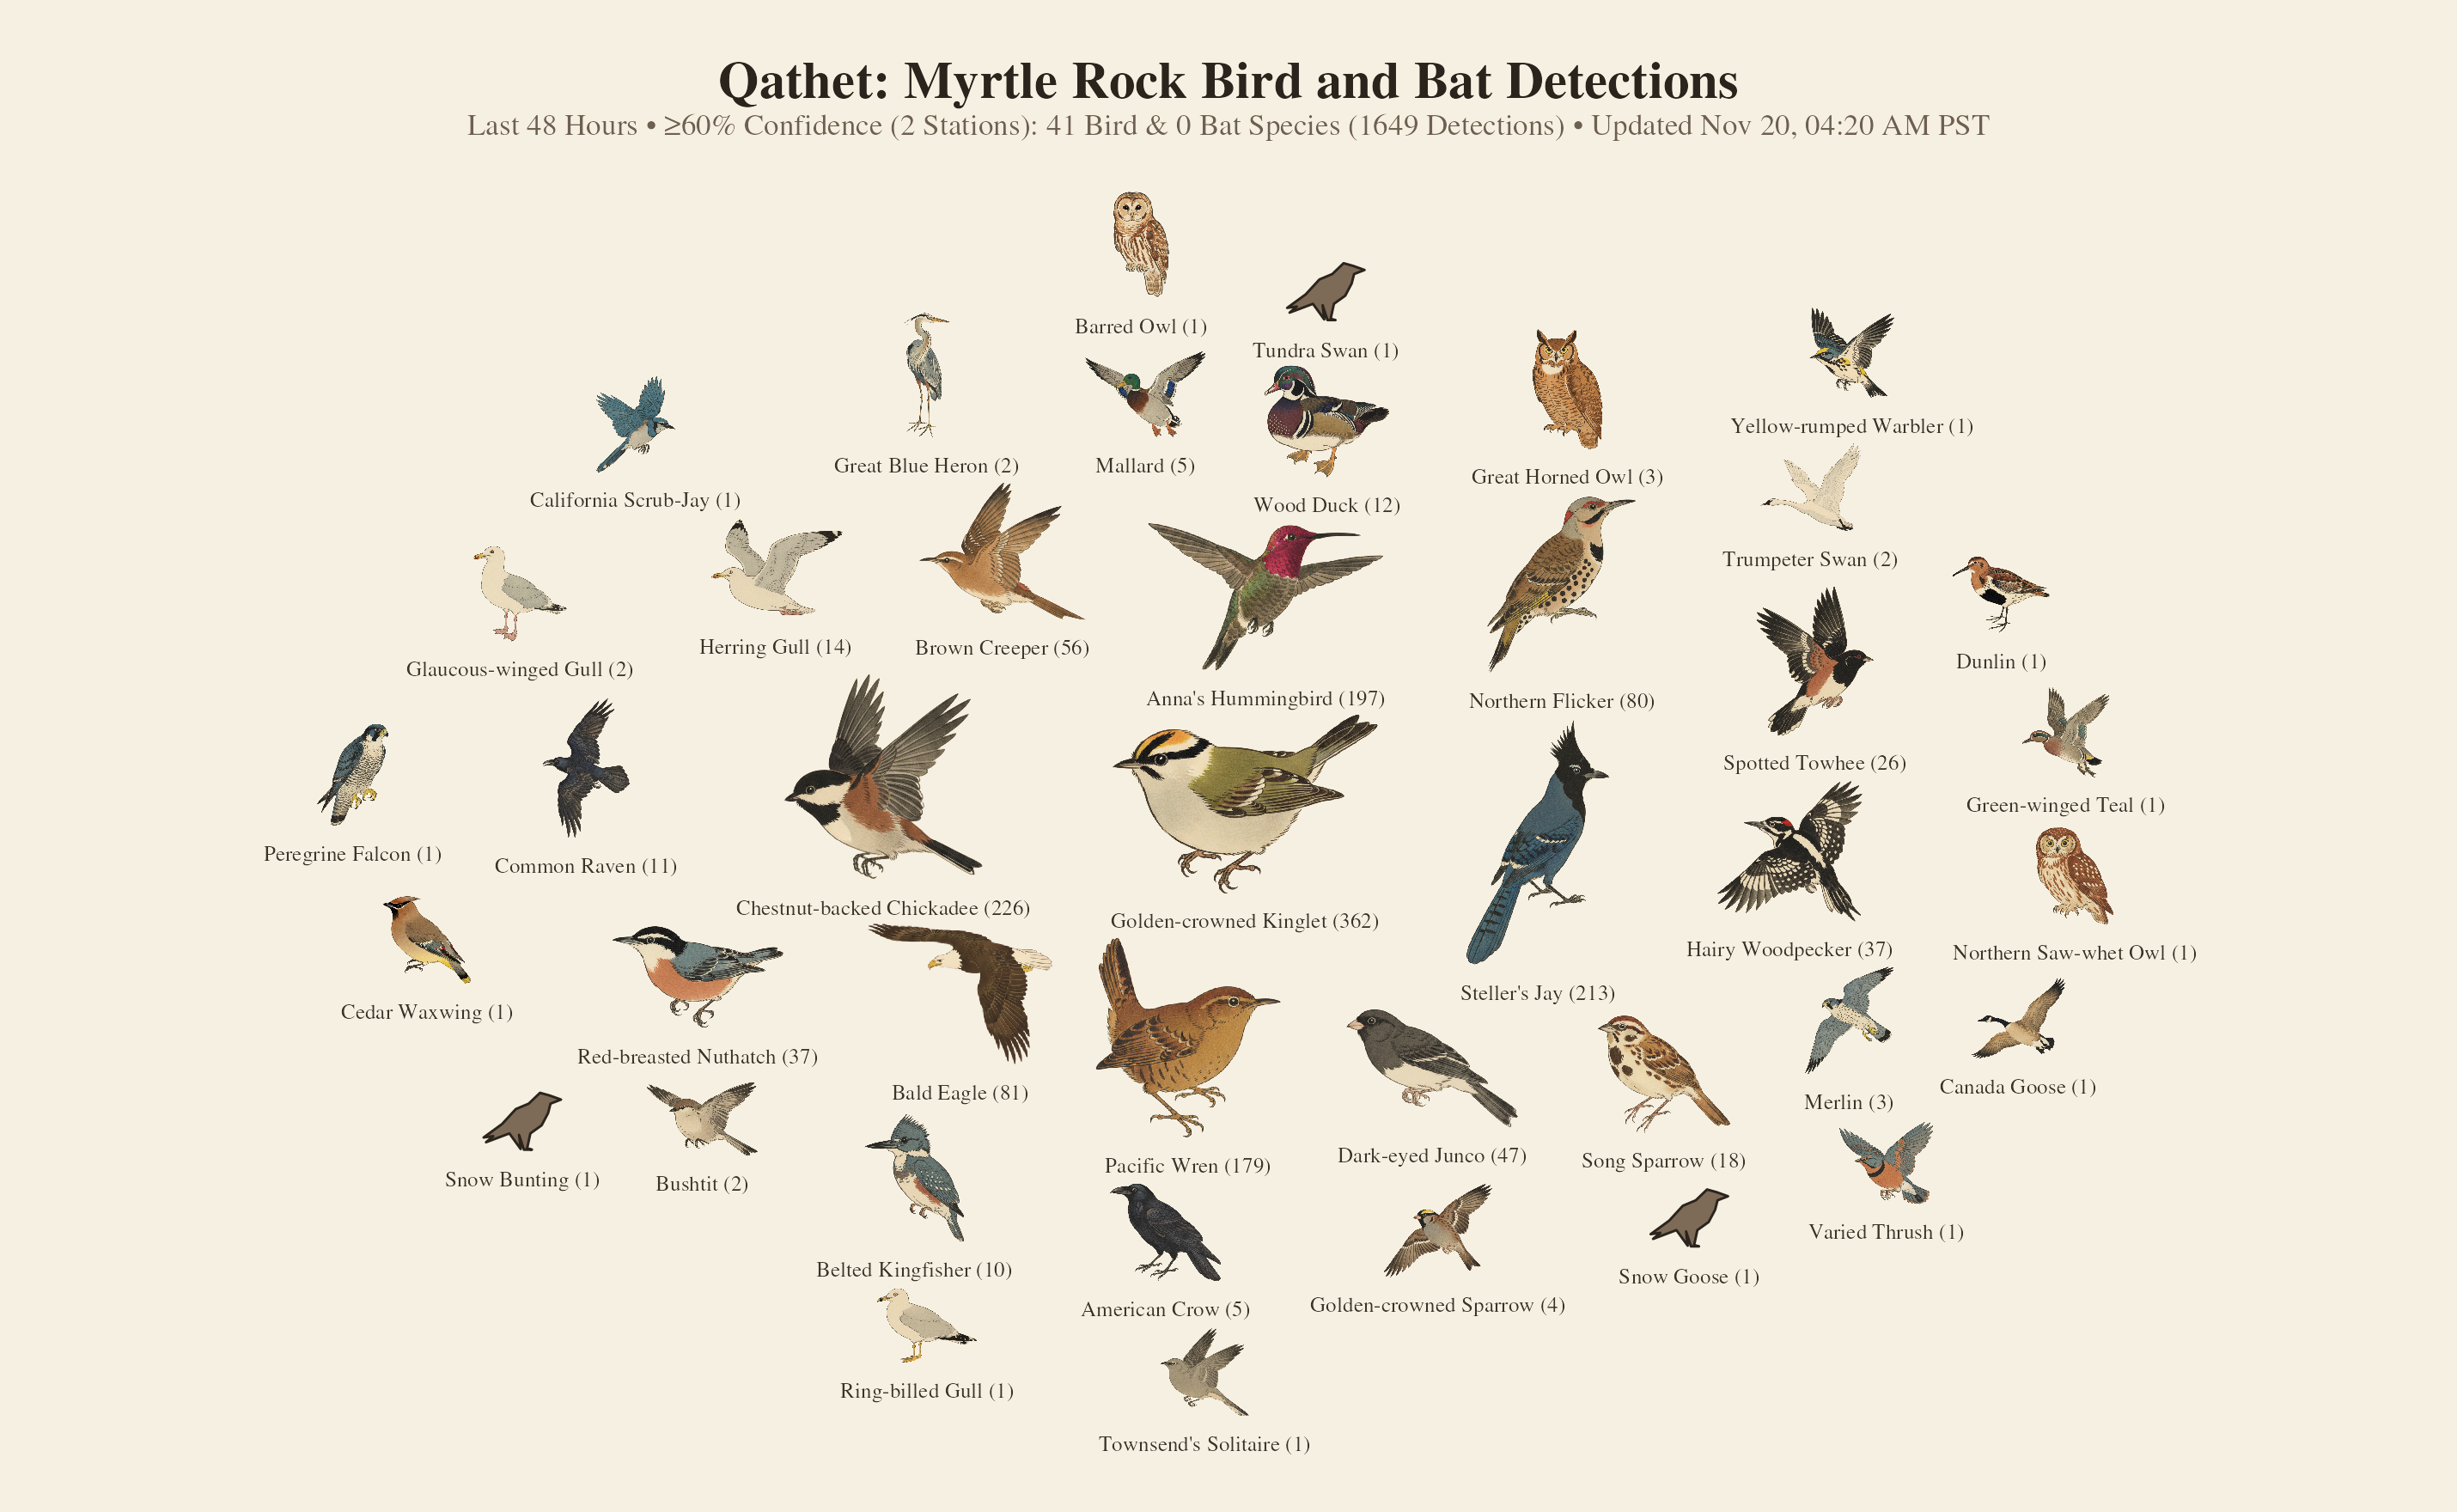 Qathet: Myrtle Rock Bird and Bat Detections
Last 48 Hours • ≥60% Confidence (2 Stations): 41 Bird & 0 Bat Species (1649 Detections) • Updated Nov 20, 04:20 AM PST
Barred Owl (1)
Tundra Swan (1)
Yellow-rumped Warbler (1)
Great Blue Heron (2)
Mallard (5)
Great Horned Owl (3)
California Scrub-Jay (1)
Wood Duck (12)
Trumpeter Swan (2)
Herring Gull (14)
Brown Creeper (56)
Dunlin (1)
Glaucous-winged Gull (2)
Anna's Hummingbird (197)
Northern Flicker (80)
Spotted Towhee (26)
Green-winged Teal (1)
Peregrine Falcon (1)
Common Raven (11)
Chestnut-backed Chickadee (226)
Golden-crowned Kinglet (362)
Hairy Woodpecker (37)
Northern Saw-whet Owl (1)
Steller's Jay (213)
Cedar Waxwing (1)
Red-breasted Nuthatch (37)
Canada Goose (1)
Bald Eagle (81)
Merlin (3)
Dark-eyed Junco (47)
Song Sparrow (18)
Pacific Wren (179)
Snow Bunting (1)
Bushtit (2)
Varied Thrush (1)
Belted Kingfisher (10)
Snow Goose (1)
Golden-crowned Sparrow (4)
American Crow (5)
Ring-billed Gull (1)
Townsend's Solitaire (1)